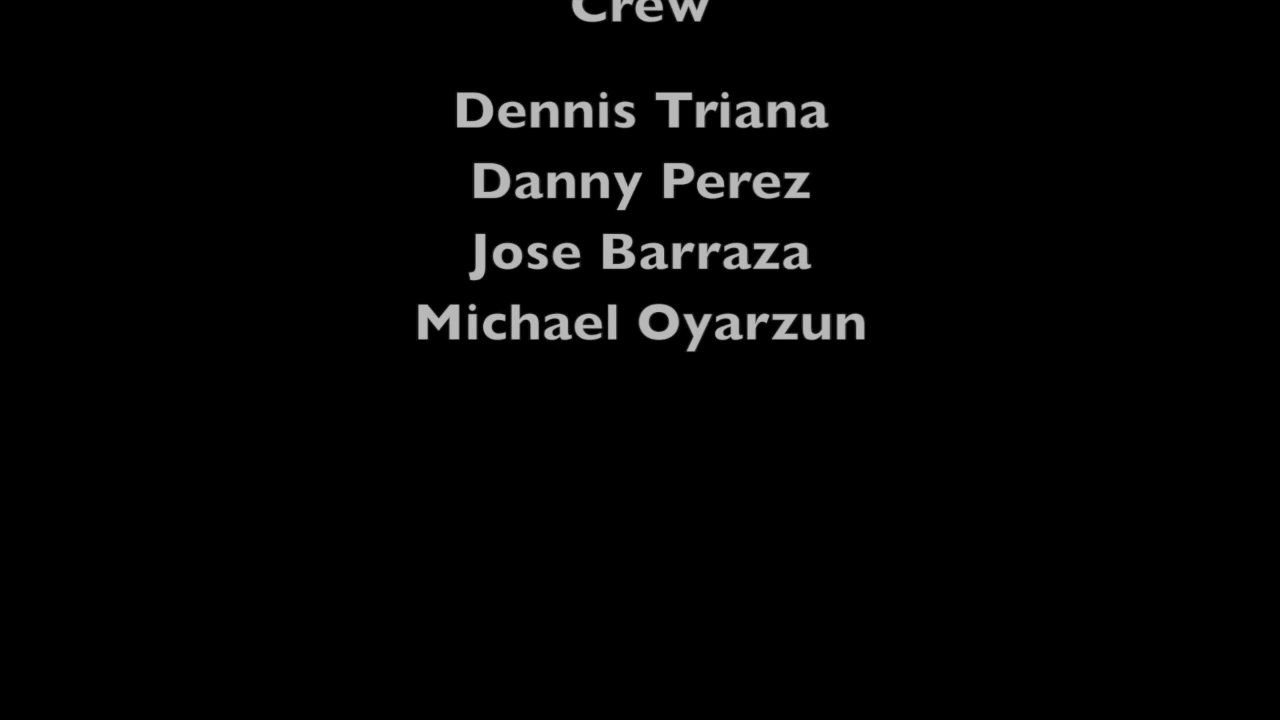 Crew
Dennis Triana
Danny Perez
Jose Barraza
Michael Oyarzun